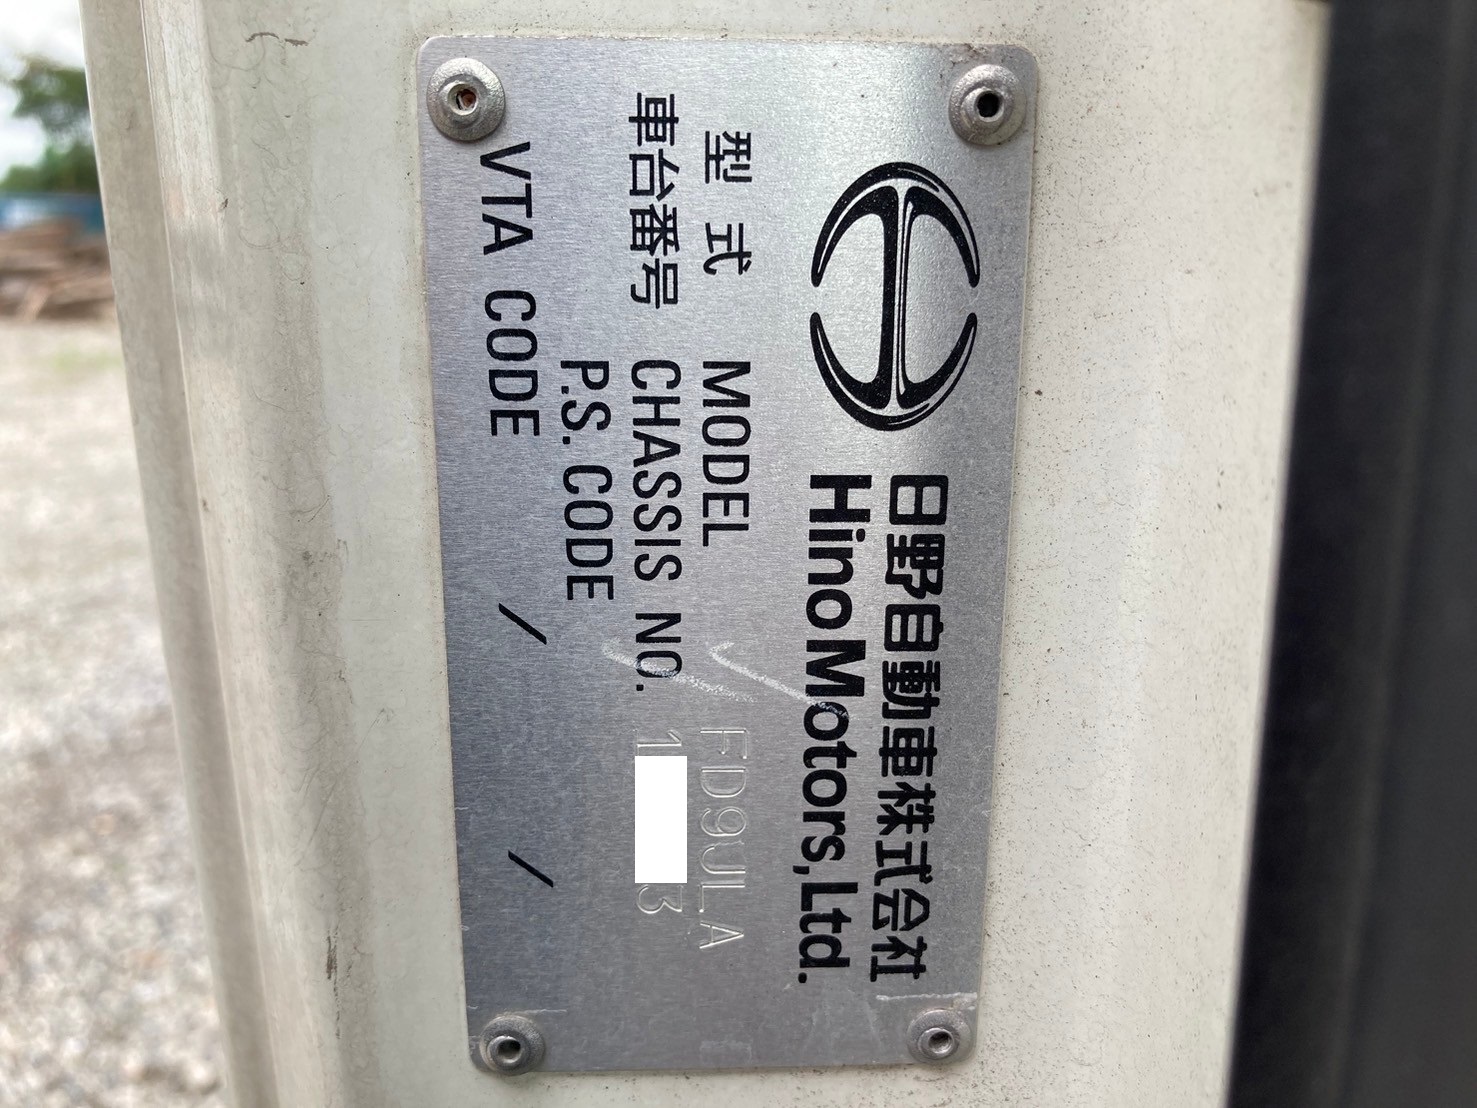 日野自動車株式会社
Hino Motors, Ltd.
型式 MODEL FD9JLA
車台番号 CHASSIS NO. 1 3
P.S. CODE
VTA CODE / /